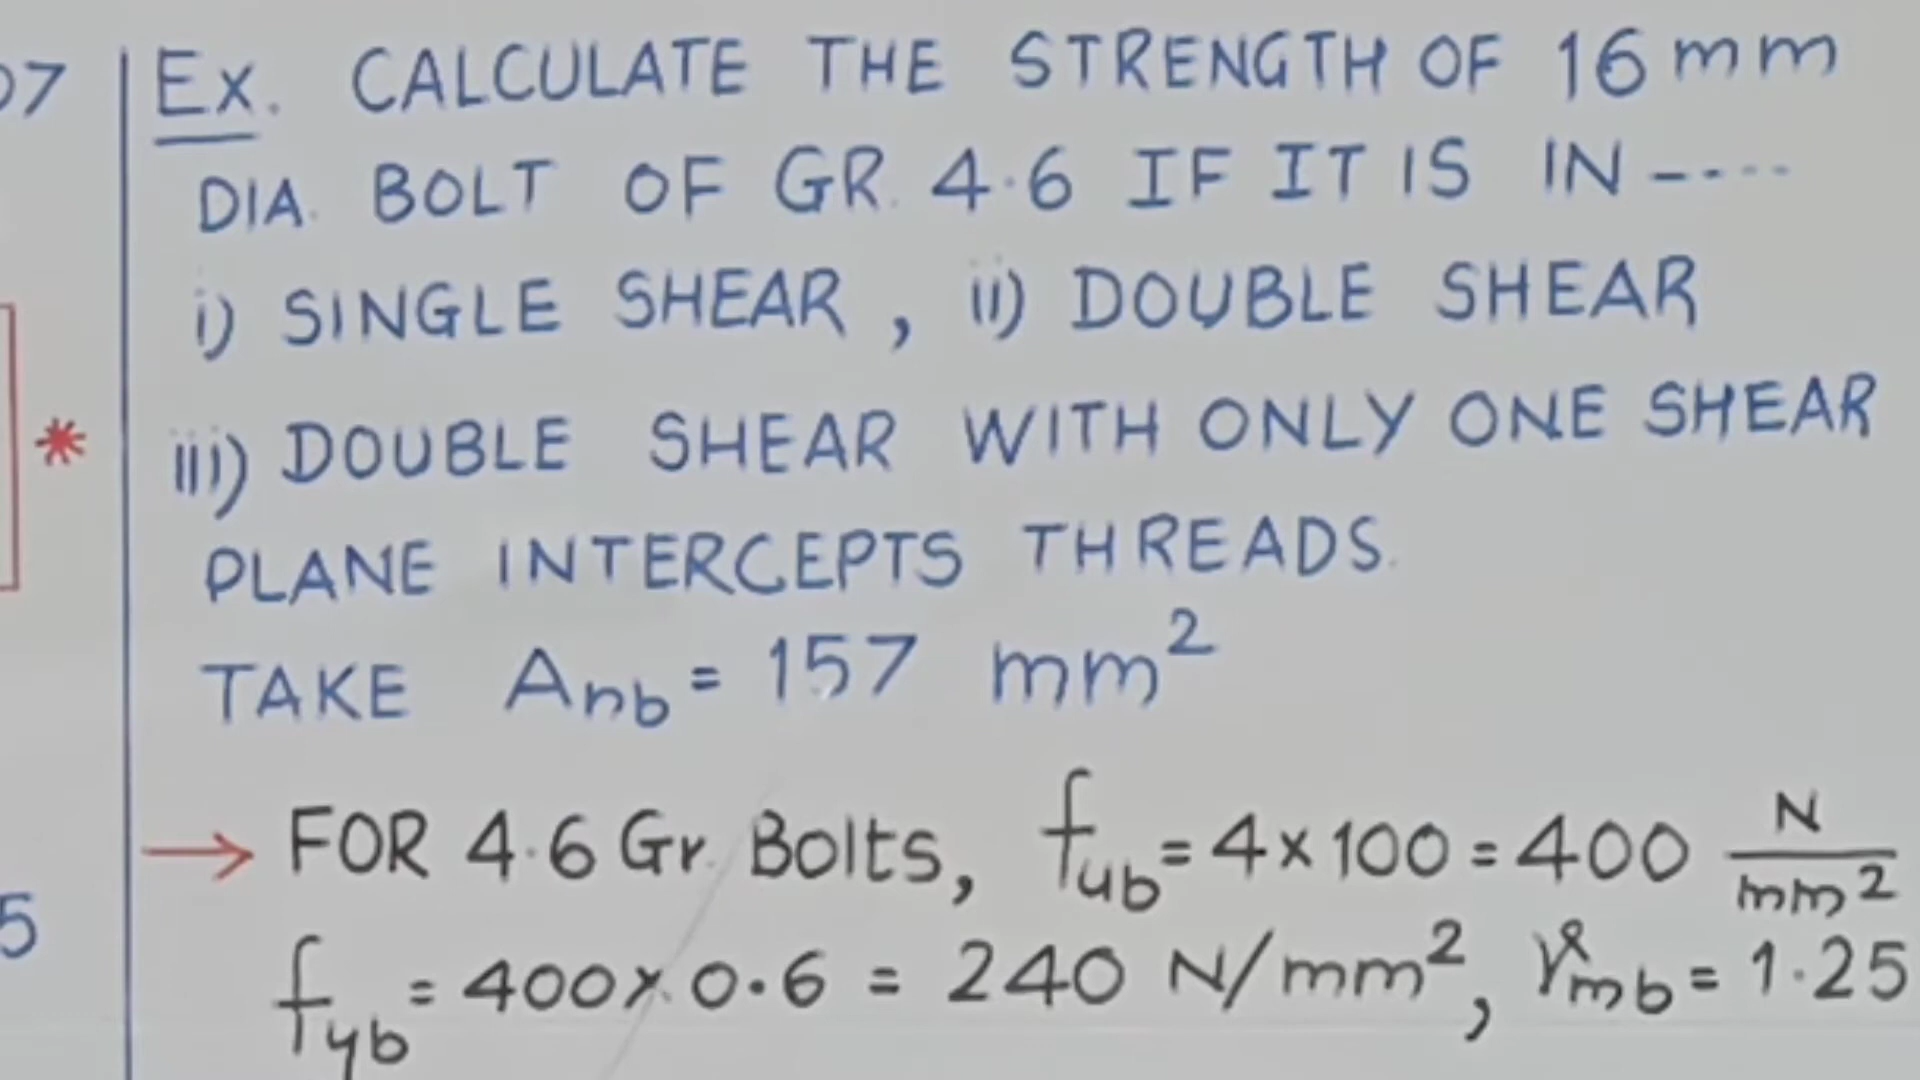 07
Ex. CALCULATE THE STRENGTH OF 16 mm
DIA. BOLT OF GR. 4.6 IF IT IS IN -----
i) SINGLE SHEAR, ii) DOUBLE SHEAR
*
iii) DOUBLE SHEAR WITH ONLY ONE SHEAR
PLANE INTERCEPTS THREADS.
TAKE Anb = 157 mm²
→ FOR 4.6 Gr. Bolts, fub = 4 x 100 = 400 N/mm²
5
fyb = 400 x 0.6 = 240 N/mm², γmb = 1.25